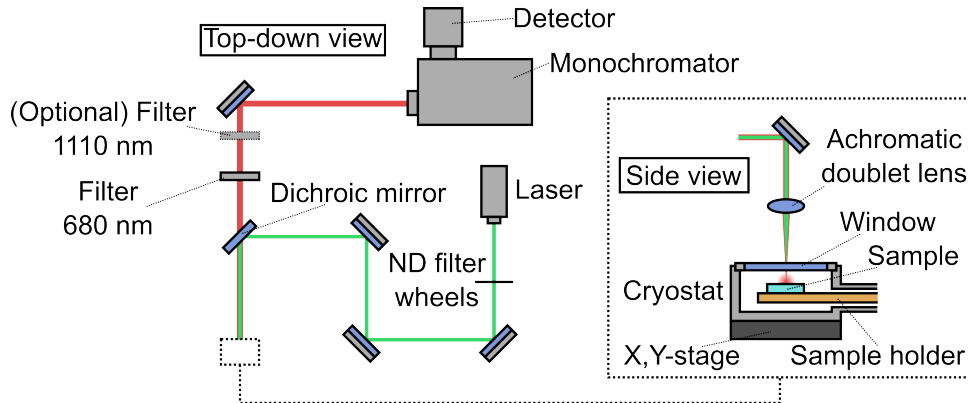 Top-down view
Detector
Monochromator
(Optional) Filter
1110 nm
Filter
680 nm
Dichroic mirror
Laser
ND filter
wheels
Side view
Achromatic
doublet lens
Window
Sample
Cryostat
X,Y-stage
Sample holder